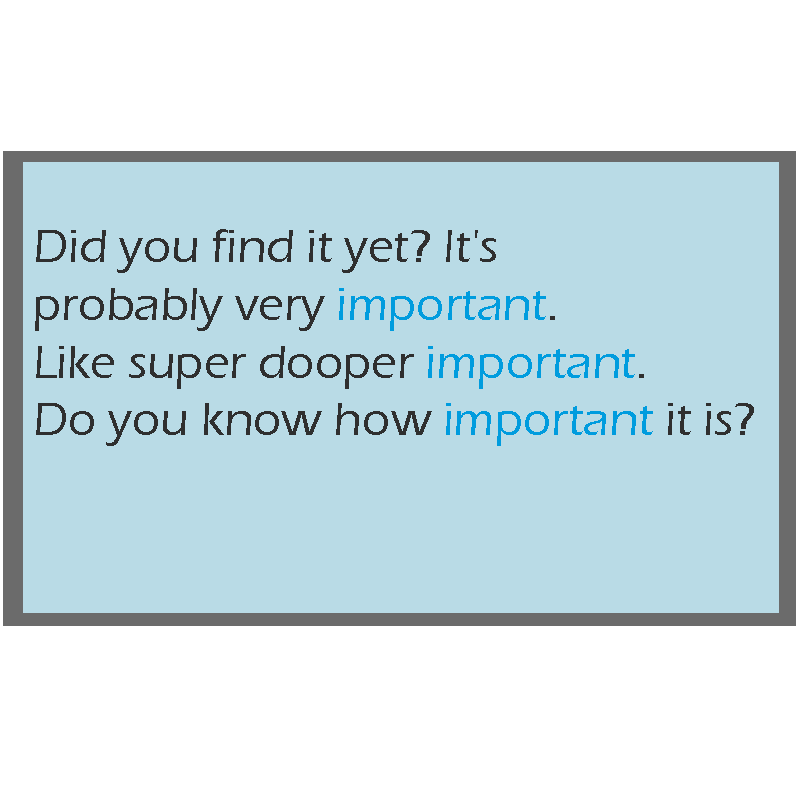 Did you find it yet? It's
probably very important.
Like super dooper important.
Do you know how important it is?